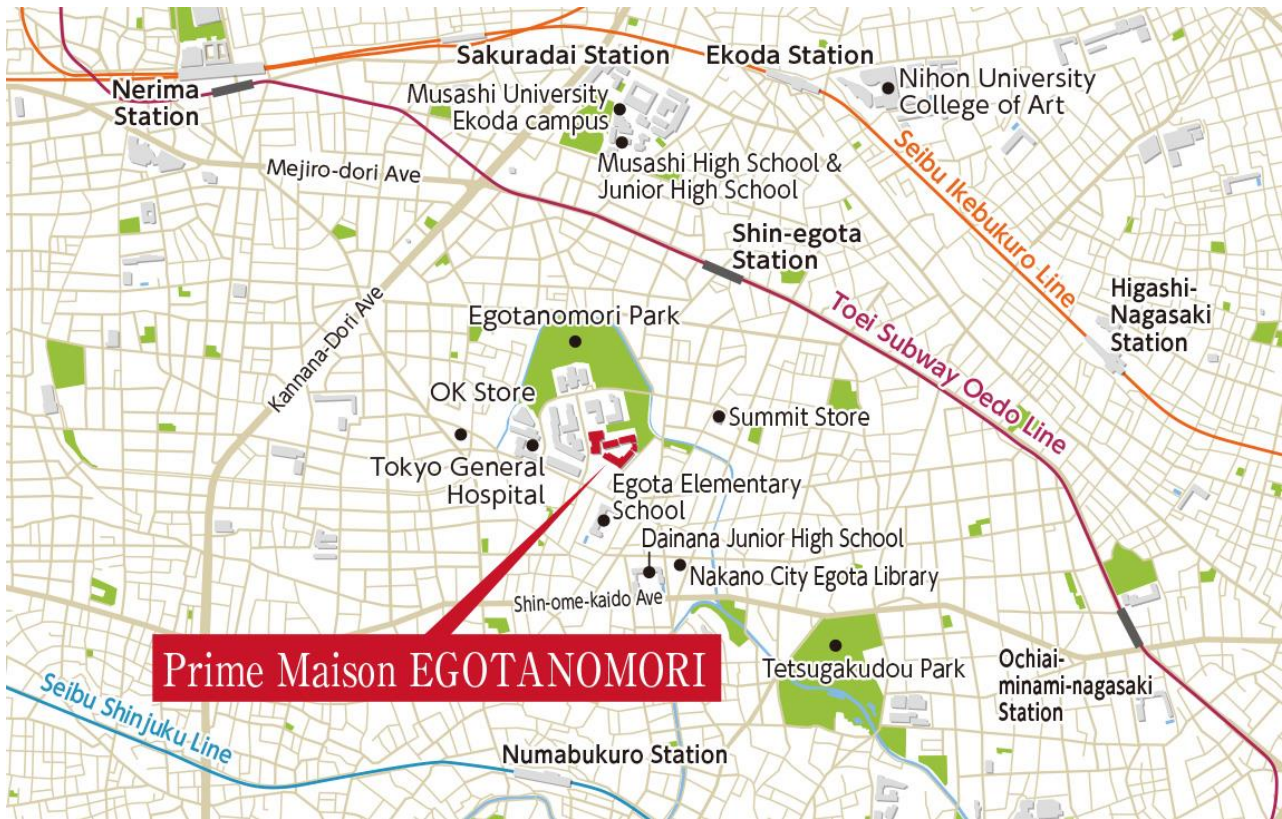 Sakuradai Station
Ekoda Station
Nerima
Station
Musashi University
Ekoda campus
Nihon University
College of Art
Mejiro-dori Ave
Musashi High School &
Junior High School
Seibu Ikebukuro Line
Shin-egota
Station
Higashi-
Nagasaki
Station
Kannana-Dori Ave
Egotanomori Park
Toei Subway Oedo Line
OK Store
Summit Store
Tokyo General
Hospital
Egota Elementary
School
Dainana Junior High School
Nakano City Egota Library
Shin-ome-kaido Ave
Prime Maison EGOTANOMORI
Tetsugakudou Park
Ochiai-
minami-nagasaki
Station
Seibu Shinjuku Line
Numabukuro Station